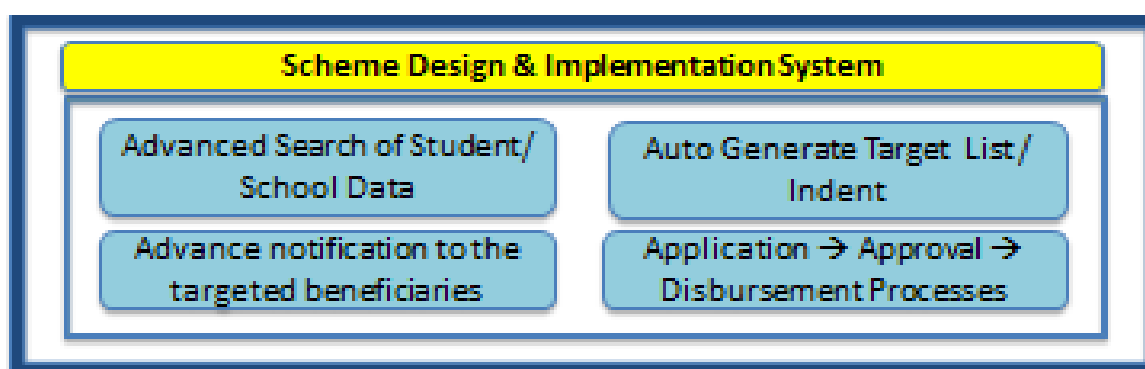 Scheme Design & Implementation System
Advanced Search of Student/
School Data
Auto Generate Target List/
Indent
Advance notification to the
targeted beneficiaries
Application → Approval →
Disbursement Processes